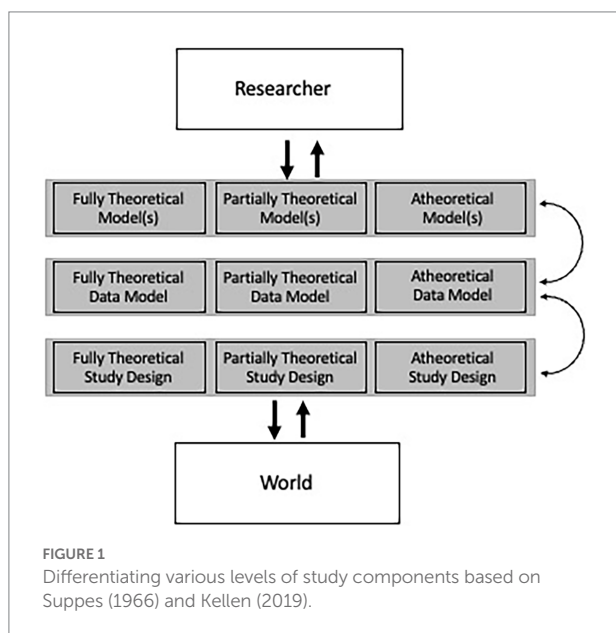 Researcher
Fully Theoretical
Model(s)
Partially Theoretical
Model(s)
Atheoretical
Model(s)
Fully Theoretical
Data Model
Partially Theoretical
Data Model
Atheoretical
Data Model
Fully Theoretical
Study Design
Partially Theoretical
Study Design
Atheoretical
Study Design
World
FIGURE 1
Differentiating various levels of study components based on
Suppes (1966) and Kellen (2019).